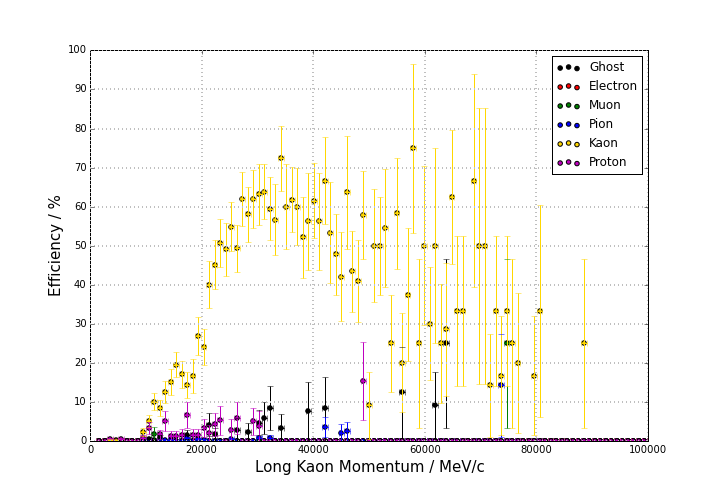 100
90
80
70
60
50
40
30
20
10
0
Efficiency / %
0 20000 40000 60000 80000 100000
Long Kaon Momentum / MeV/c
Ghost
Electron
Muon
Pion
Kaon
Proton